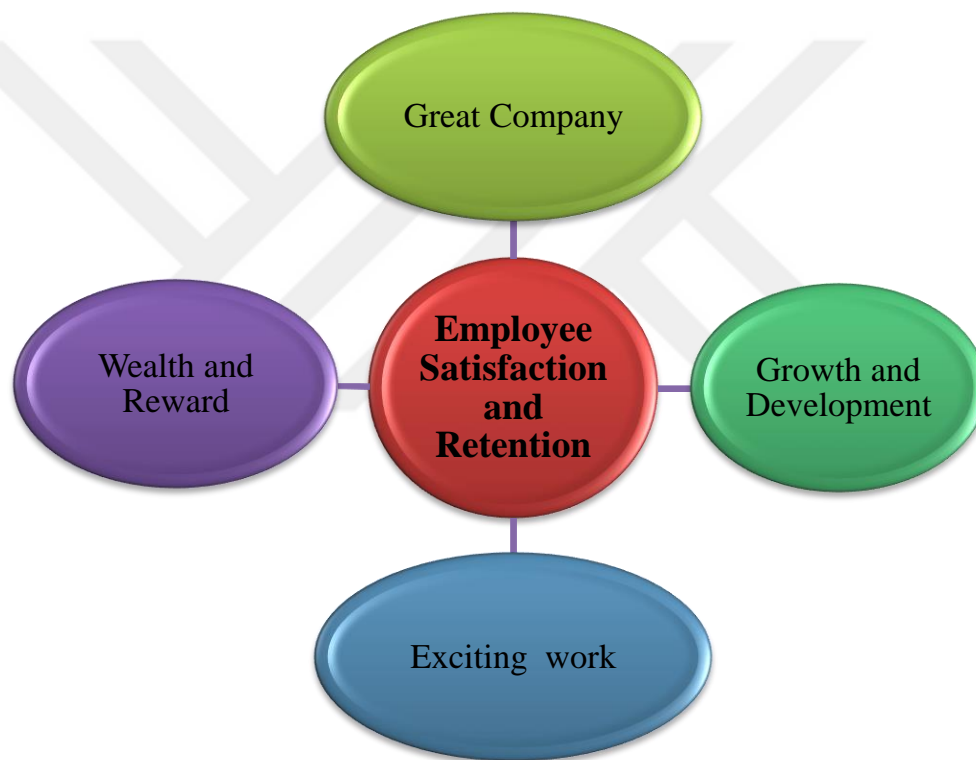 Great Company
Wealth and
Reward
Employee
Satisfaction
and
Retention
Growth and
Development
Exciting  work